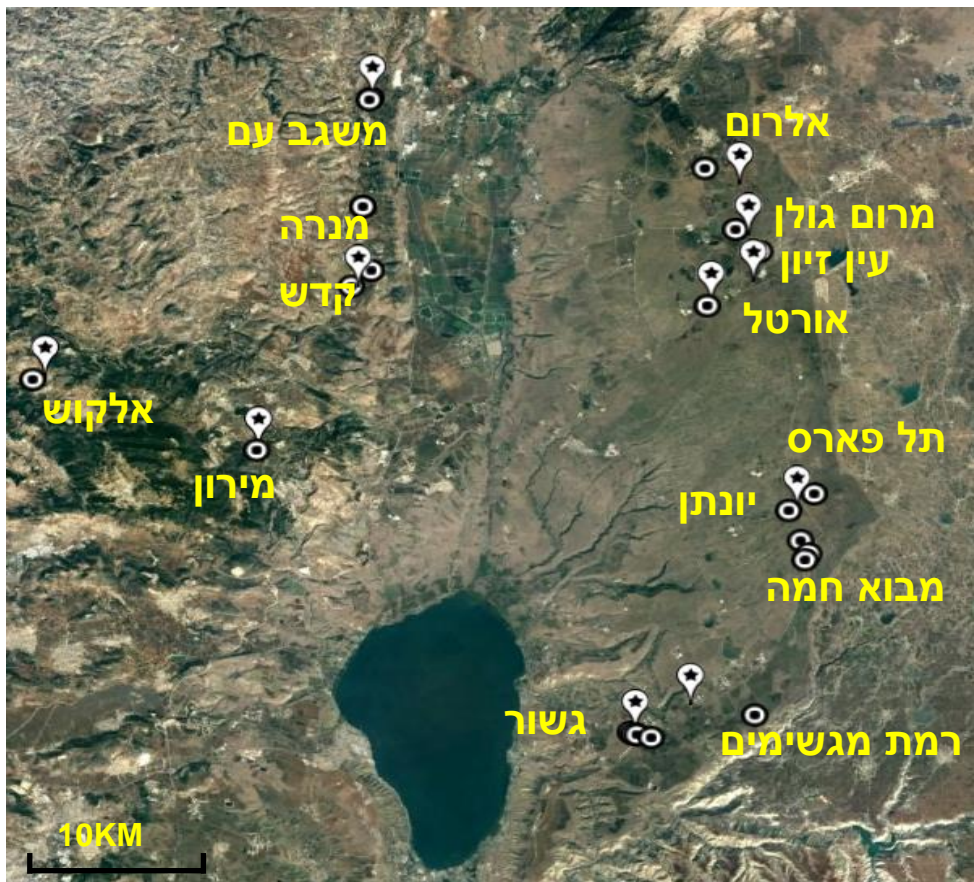 משגב עם
אלרום
מרום גולן
מנרה
עין זיון
קדש
אורטל
אלקוש
תל פארס
מירון
יונתן
מבוא חמה
גשור
רמת מגשימים
10KM